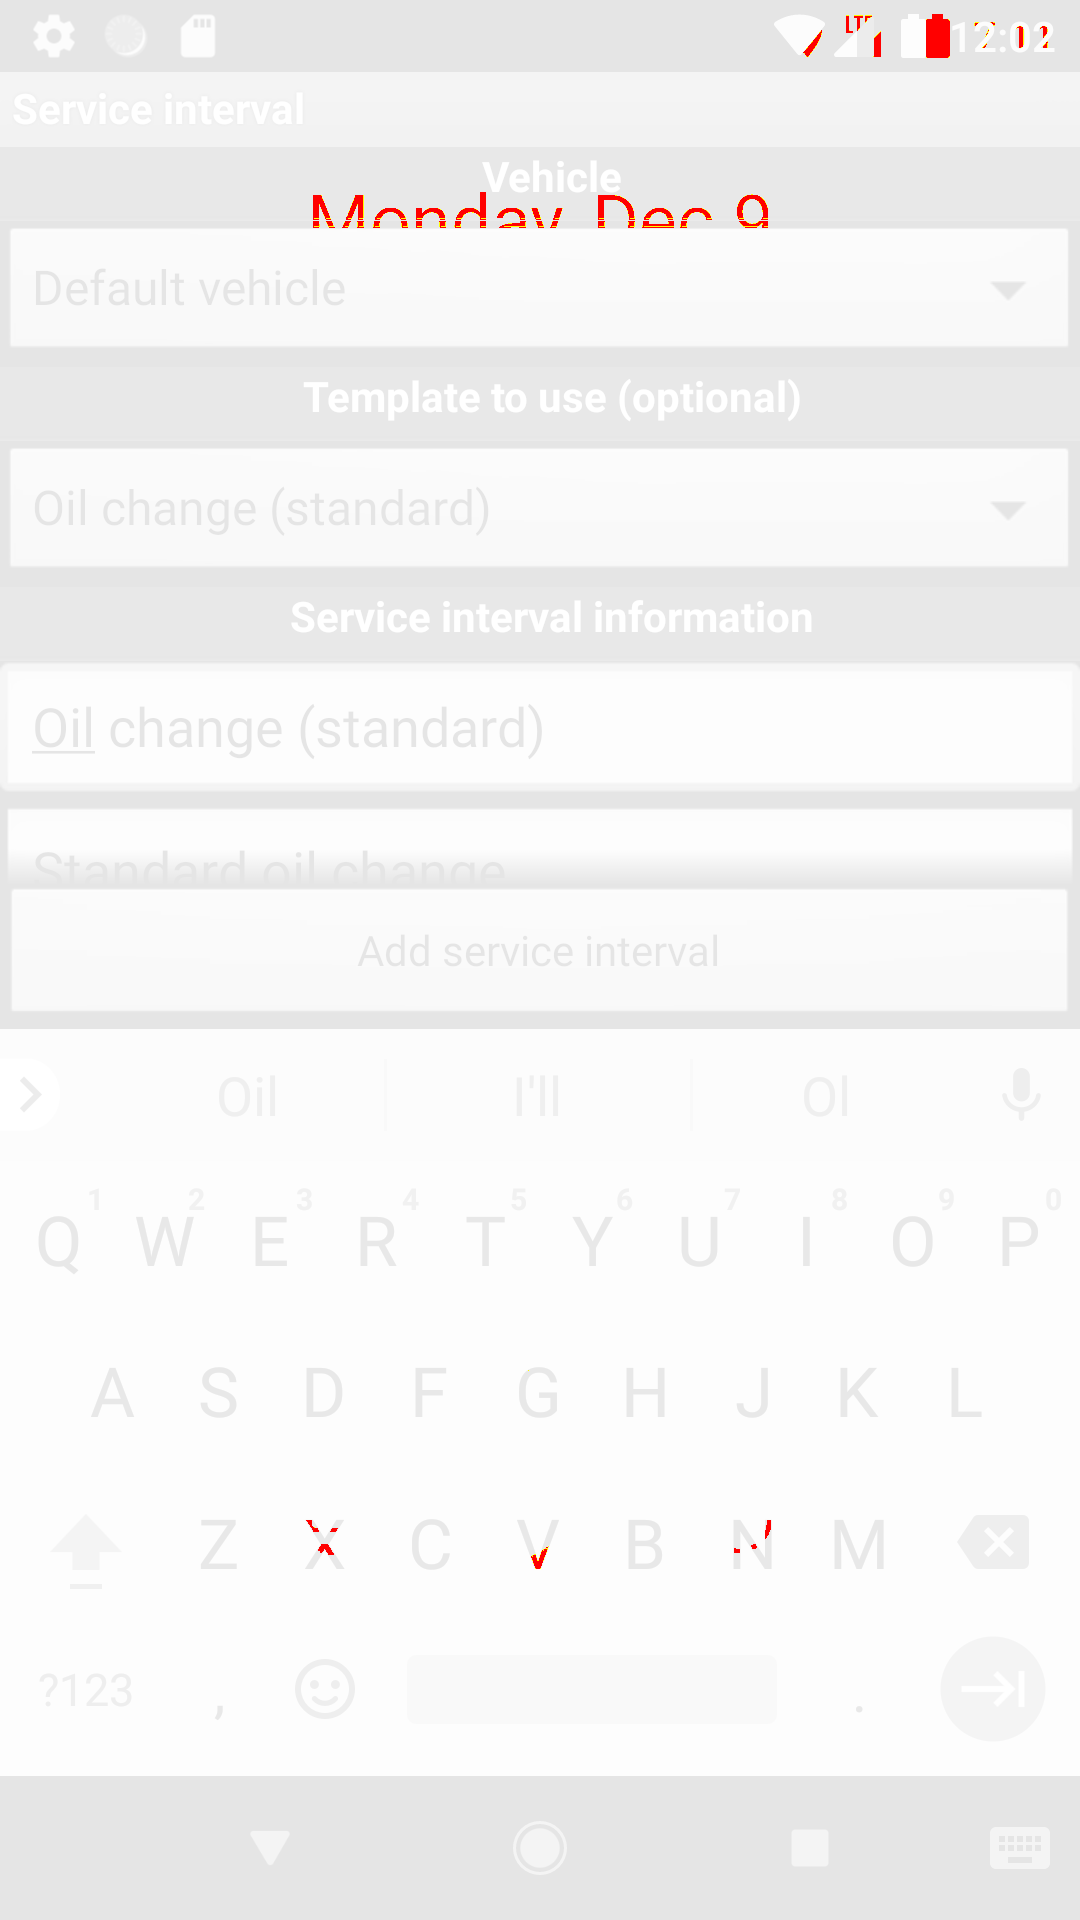 LTE 12:02
Service interval
Vehicle
Monday, Dec 9
Default vehicle
Template to use (optional)
Oil change (standard)
Service interval information
Oil change (standard)
Standard oil change
Add service interval
Oil I'll Ol
1 2 3 4 5 6 7 8 9 0
Q W E R T Y U I O P
A S D F G H J K L
Z X C V B N M
?123 , .